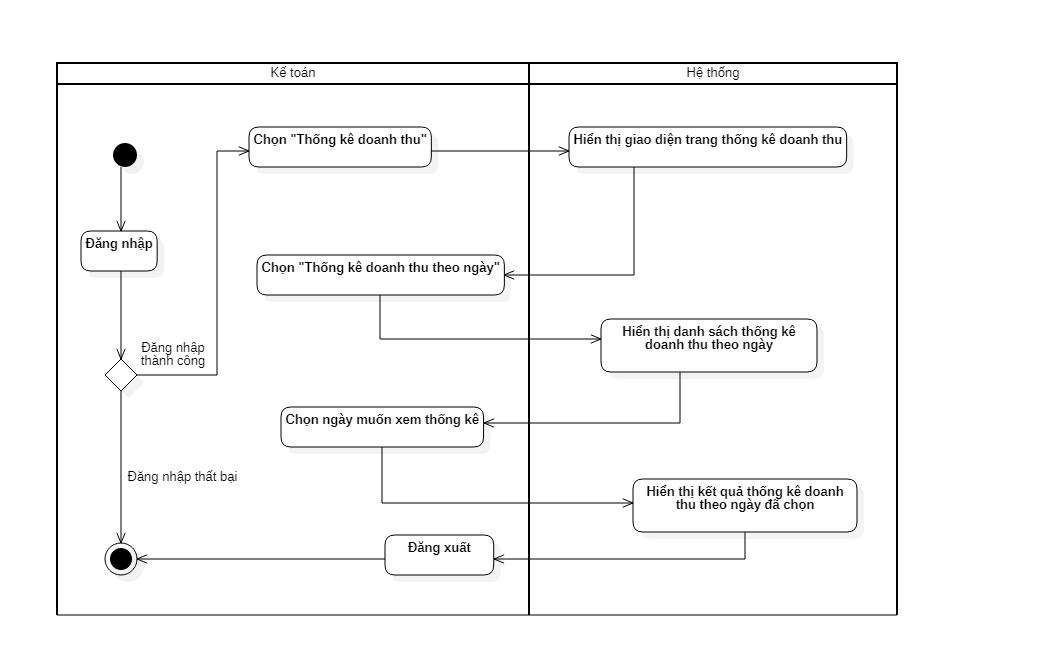 Kế toán
Hệ thống
Chọn "Thống kê doanh thu"
Hiển thị giao diện trang thống kê doanh thu
Đăng nhập
Chọn "Thống kê doanh thu theo ngày"
Hiển thị danh sách thống kê
doanh thu theo ngày
Đăng nhập
thành công
Chọn ngày muốn xem thống kê
Đăng nhập thất bại
Hiển thị kết quả thống kê doanh
thu theo ngày đã chọn
Đăng xuất